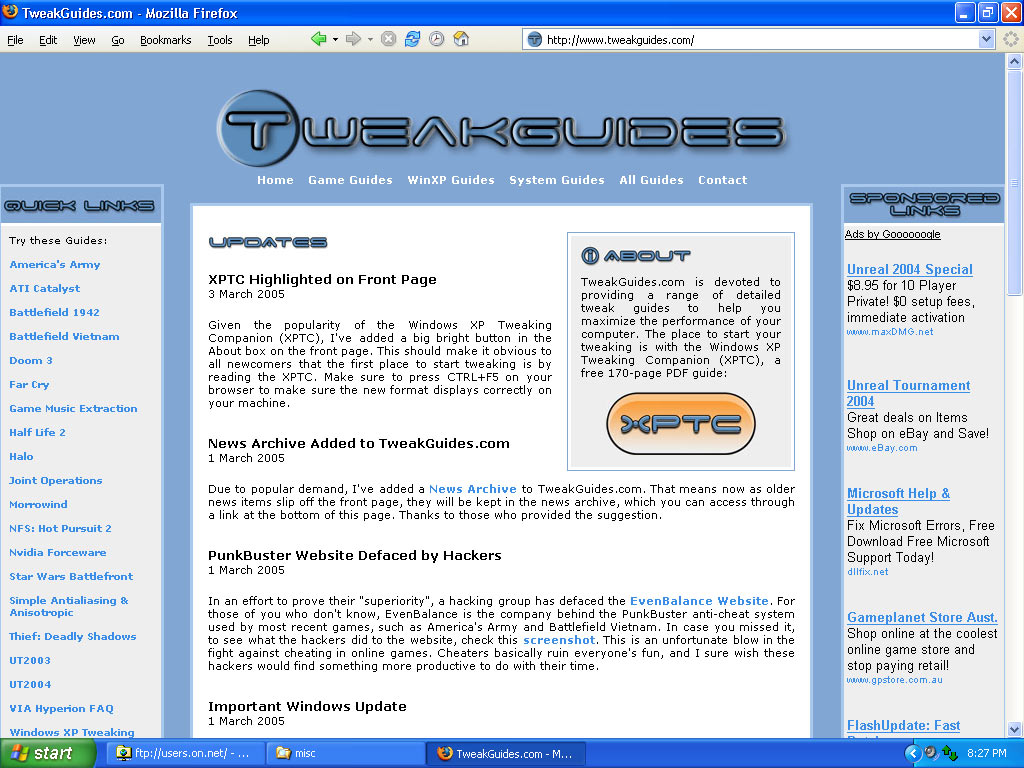 TweakGuides.com - Mozilla Firefox
File Edit View Go Bookmarks Tools Help
http://www.tweakguides.com/
TWEAKGUIDES
Home Game Guides WinXP Guides System Guides All Guides Contact
QUICK LINKS
Try these Guides:
America's Army
ATI Catalyst
Battlefield 1942
Battlefield Vietnam
Doom 3
Far Cry
Game Music Extraction
Half Life 2
Halo
Joint Operations
Morrowind
NFS: Hot Pursuit 2
Nvidia Forceware
Star Wars Battlefront
Simple Antialiasing &
Anisotropic
Thief: Deadly Shadows
UT2003
UT2004
VIA Hyperion FAQ
Windows XP Tweaking
UPDATES
XPTC Highlighted on Front Page
3 March 2005
Given the popularity of the Windows XP Tweaking
Companion (XPTC), I've added a big bright button in the
About box on the front page. This should make it obvious to
all newcomers that the first place to start tweaking is by
reading the XPTC. Make sure to press CTRL+F5 on your
browser to make sure the new format displays correctly on
your machine.
News Archive Added to TweakGuides.com
1 March 2005
Due to popular demand, I've added a News Archive to TweakGuides.com. That means now as older
news items slip off the front page, they will be kept in the news archive, which you can access through
a link at the bottom of this page. Thanks to those who provided the suggestion.
PunkBuster Website Defaced by Hackers
1 March 2005
In an effort to prove their "superiority", a hacking group has defaced the EvenBalance Website. For
those of you who don't know, EvenBalance is the company behind the PunkBuster anti-cheat system
used by most recent games, such as America's Army and Battlefield Vietnam. In case you missed it,
to see what the hackers did to the website, check this screenshot. This is an unfortunate blow in the
fight against cheating in online games. Cheaters basically ruin everyone's fun, and I sure wish these
hackers would find something more productive to do with their time.
Important Windows Update
1 March 2005
i ABOUT
TweakGuides.com is devoted to
providing a range of detailed
tweak guides to help you
maximize the performance of your
computer. The place to start your
tweaking is with the Windows XP
Tweaking Companion (XPTC), a
free 170-page PDF guide:
XPTC
SPONSORED
LINKS
Ads by Goooooogle
Unreal 2004 Special
$8.95 for 10 Player
Private! $0 setup fees,
immediate activation
www.maxDMG.net
Unreal Tournament
2004
Great deals on Items
Shop on eBay and Save!
www.eBay.com
Microsoft Help &
Updates
Fix Microsoft Errors, Free
Download Free Microsoft
Support Today!
dllfix.net
Gameplanet Store Aust.
Shop online at the coolest
online game store and
stop paying retail!
www.gpstore.com.au
FlashUpdate: Fast
start ftp://users.on.net/ - ... misc TweakGuides.com - M... 8:27 PM